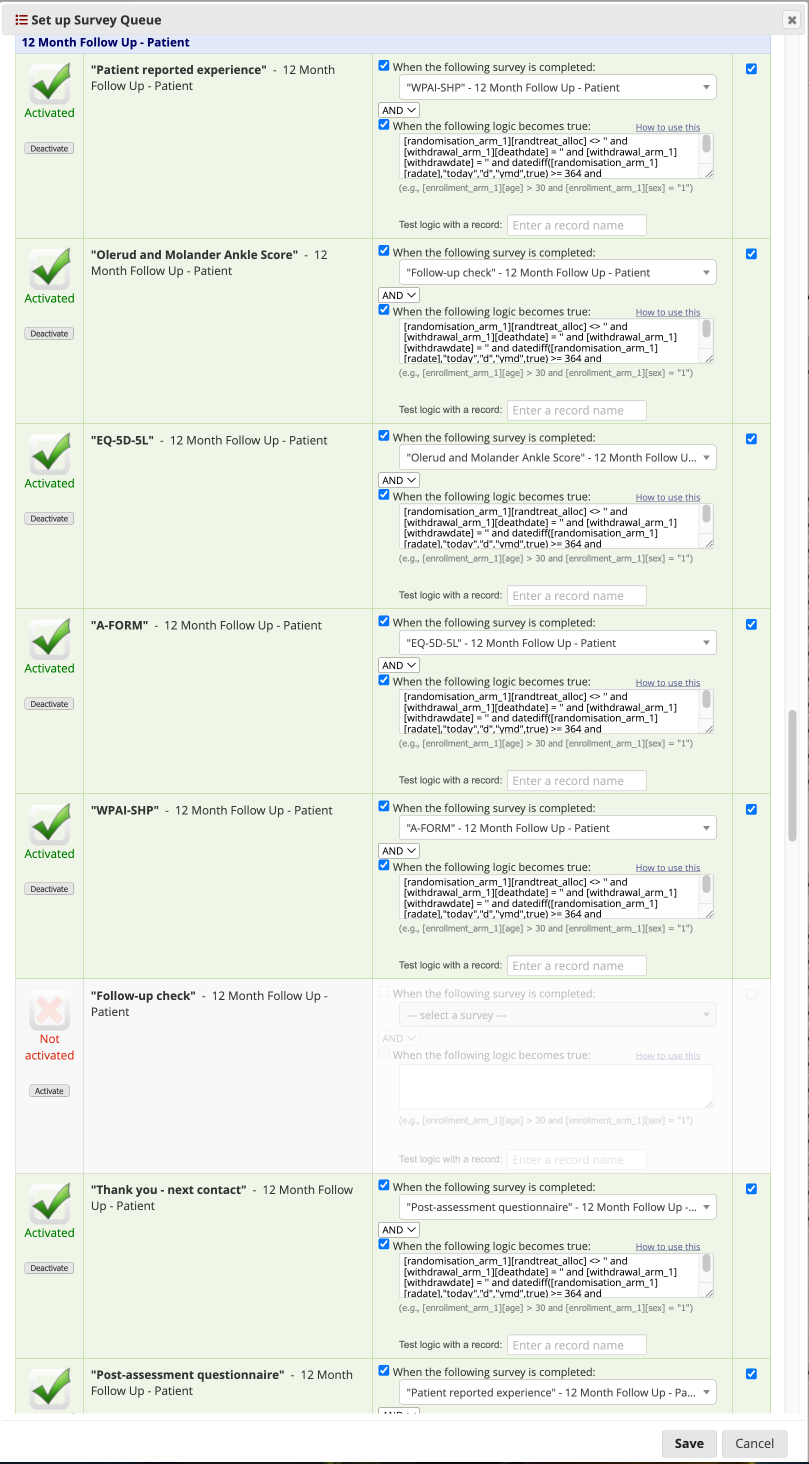 Set up Survey Queue
12 Month Follow Up - Patient
Activated
Deactivate
"Patient reported experience" - 12 Month
Follow Up - Patient
When the following survey is completed:
"WPAI-SHP" - 12 Month Follow Up - Patient
AND
When the following logic becomes true: How to use this
[randomisation_arm_1][randtreat_alloc] <> '' and
[withdrawal_arm_1][deathdate] = '' and [withdrawal_arm_1]
[withdrawdate] = '' and datediff([randomisation_arm_1]
[radate],"today","d","ymd",true) >= 364 and
(e.g., [enrollment_arm_1][age] > 30 and [enrollment_arm_1][sex] = "1")
Test logic with a record: Enter a record name
Activated
Deactivate
"Olerud and Molander Ankle Score" - 12
Month Follow Up - Patient
When the following survey is completed:
"Follow-up check" - 12 Month Follow Up - Patient
AND
When the following logic becomes true: How to use this
[randomisation_arm_1][randtreat_alloc] <> '' and
[withdrawal_arm_1][deathdate] = '' and [withdrawal_arm_1]
[withdrawdate] = '' and datediff([randomisation_arm_1]
[radate],"today","d","ymd",true) >= 364 and
(e.g., [enrollment_arm_1][age] > 30 and [enrollment_arm_1][sex] = "1")
Test logic with a record: Enter a record name
Activated
Deactivate
"EQ-5D-5L" - 12 Month Follow Up - Patient
When the following survey is completed:
"Olerud and Molander Ankle Score" - 12 Month Follow U...
AND
When the following logic becomes true: How to use this
[randomisation_arm_1][randtreat_alloc] <> '' and
[withdrawal_arm_1][deathdate] = '' and [withdrawal_arm_1]
[withdrawdate] = '' and datediff([randomisation_arm_1]
[radate],"today","d","ymd",true) >= 364 and
(e.g., [enrollment_arm_1][age] > 30 and [enrollment_arm_1][sex] = "1")
Test logic with a record: Enter a record name
Activated
Deactivate
"A-FORM" - 12 Month Follow Up - Patient
When the following survey is completed:
"EQ-5D-5L" - 12 Month Follow Up - Patient
AND
When the following logic becomes true: How to use this
[randomisation_arm_1][randtreat_alloc] <> '' and
[withdrawal_arm_1][deathdate] = '' and [withdrawal_arm_1]
[withdrawdate] = '' and datediff([randomisation_arm_1]
[radate],"today","d","ymd",true) >= 364 and
(e.g., [enrollment_arm_1][age] > 30 and [enrollment_arm_1][sex] = "1")
Test logic with a record: Enter a record name
Activated
Deactivate
"WPAI-SHP" - 12 Month Follow Up - Patient
When the following survey is completed:
"A-FORM" - 12 Month Follow Up - Patient
AND
When the following logic becomes true: How to use this
[randomisation_arm_1][randtreat_alloc] <> '' and
[withdrawal_arm_1][deathdate] = '' and [withdrawal_arm_1]
[withdrawdate] = '' and datediff([randomisation_arm_1]
[radate],"today","d","ymd",true) >= 364 and
(e.g., [enrollment_arm_1][age] > 30 and [enrollment_arm_1][sex] = "1")
Test logic with a record: Enter a record name
Not
activated
Activate
"Follow-up check" - 12 Month Follow Up -
Patient
When the following survey is completed:
--- select a survey ---
AND
When the following logic becomes true: How to use this
(e.g., [enrollment_arm_1][age] > 30 and [enrollment_arm_1][sex] = "1")
Test logic with a record: Enter a record name
Activated
Deactivate
"Thank you - next contact" - 12 Month Follow
Up - Patient
When the following survey is completed:
"Post-assessment questionnaire" - 12 Month Follow Up -...
AND
When the following logic becomes true: How to use this
[randomisation_arm_1][randtreat_alloc] <> '' and
[withdrawal_arm_1][deathdate] = '' and [withdrawal_arm_1]
[withdrawdate] = '' and datediff([randomisation_arm_1]
[radate],"today","d","ymd",true) >= 364 and
(e.g., [enrollment_arm_1][age] > 30 and [enrollment_arm_1][sex] = "1")
Test logic with a record: Enter a record name
"Post-assessment questionnaire" - 12 Month
Follow Up - Patient
When the following survey is completed:
"Patient reported experience" - 12 Month Follow Up - Pa...
AND
Save Cancel